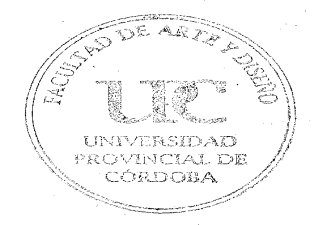 FACULTAD DE ARTE Y DISEÑO
UPC
UNIVERSIDAD
PROVINCIAL DE
CÓRDOBA